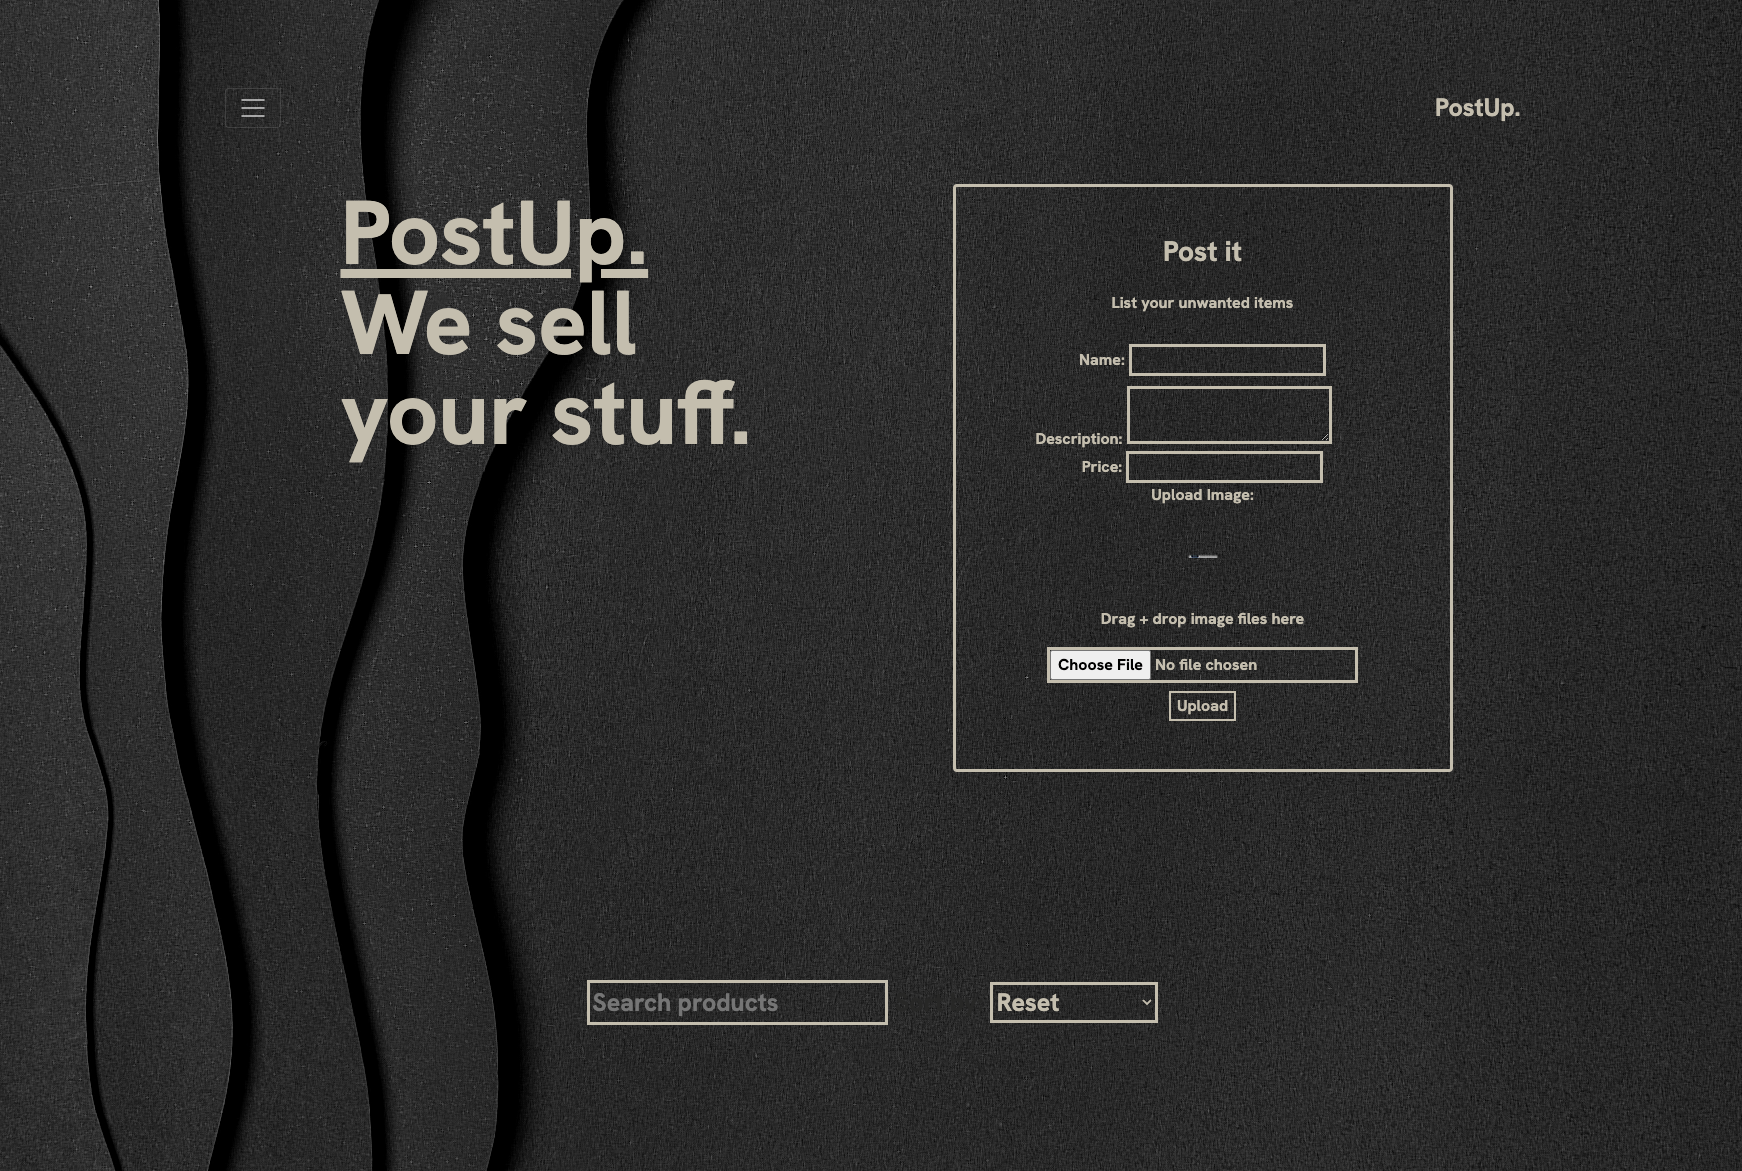 PostUp.
PostUp.
We sell
your stuff.
Post it
List your unwanted items
Name:
Description:
Price:
Upload Image:
Drag + drop image files here
Choose File No file chosen
Upload
Search products
Reset